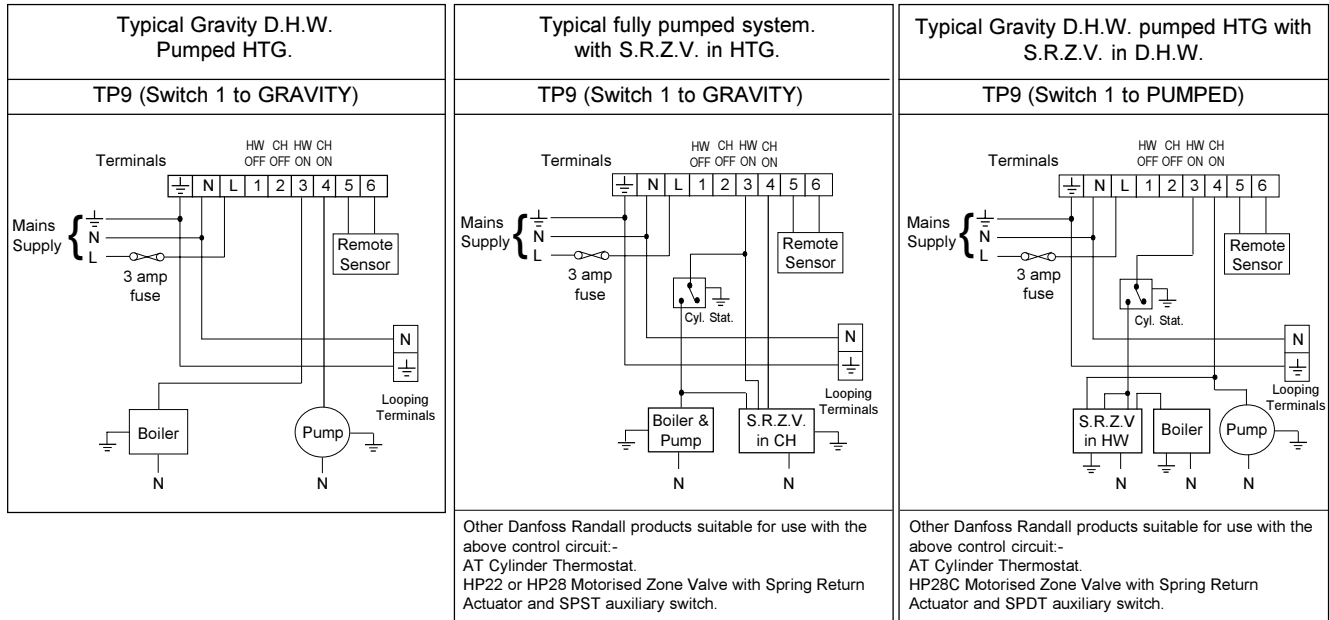 Typical Gravity D.H.W.
Pumped HTG.
TP9 (Switch 1 to GRAVITY)
HW CH HW CH
OFF OFF ON ON
Terminals
N L 1 2 3 4 5 6
Mains
Supply
{
N
L
3 amp
fuse
Remote
Sensor
N
Looping
Terminals
Boiler
Pump
N
N
Typical fully pumped system.
with S.R.Z.V. in HTG.
TP9 (Switch 1 to GRAVITY)
HW CH HW CH
OFF OFF ON ON
Terminals
N L 1 2 3 4 5 6
Mains
Supply
{
N
L
3 amp
fuse
Remote
Sensor
Cyl. Stat.
N
Looping
Terminals
Boiler &
Pump
S.R.Z.V.
in CH
N
N
Other Danfoss Randall products suitable for use with the
above control circuit:-
AT Cylinder Thermostat.
HP22 or HP28 Motorised Zone Valve with Spring Return
Actuator and SPST auxiliary switch.
Typical Gravity D.H.W. pumped HTG with
S.R.Z.V. in D.H.W.
TP9 (Switch 1 to PUMPED)
HW CH HW CH
OFF OFF ON ON
Terminals
N L 1 2 3 4 5 6
Mains
Supply
{
N
L
3 amp
fuse
Remote
Sensor
Cyl. Stat.
N
Looping
Terminals
S.R.Z.V
in HW
Boiler
Pump
N
N
N
Other Danfoss Randall products suitable for use with the
above control circuit:-
AT Cylinder Thermostat.
HP28C Motorised Zone Valve with Spring Return
Actuator and SPDT auxiliary switch.